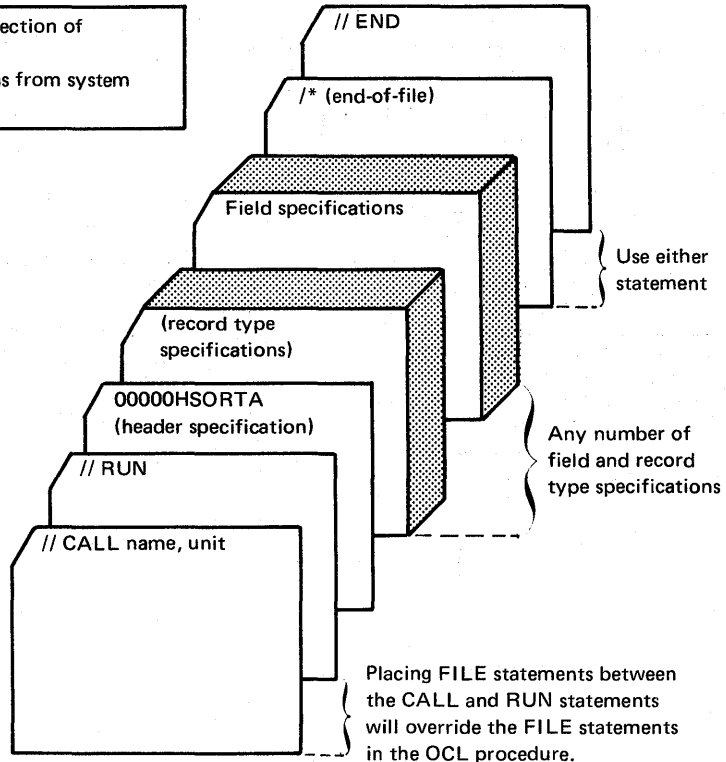 ection of
s from system
// END
/* (end-of-file)
Field specifications
Use either
statement
(record type
specifications)
00000HSORTA
(header specification)
Any number of
field and record
type specifications
// RUN
// CALL name, unit
Placing FILE statements between
the CALL and RUN statements
will override the FILE statements
in the OCL procedure.